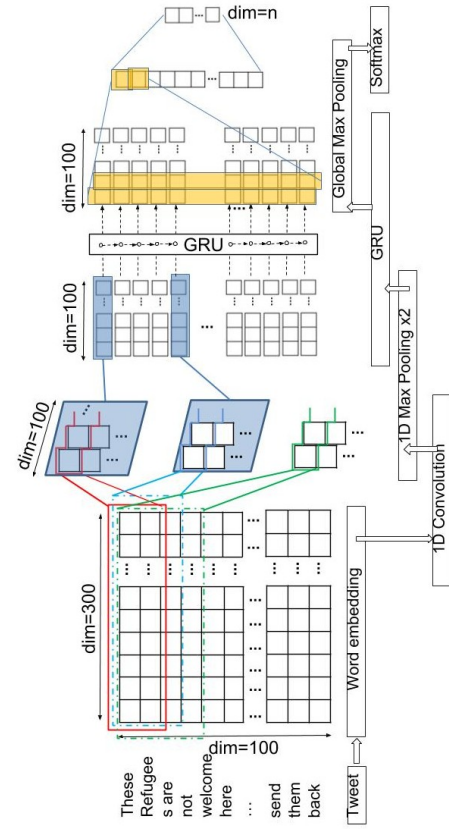 These
Refugee
s are
not
welcome
here
...
send
them
back
dim=100
dim=300
dim=100
dim=100
GRU
dim=100
dim=n
Tweet
Word embedding
1D Convolution
1D Max Pooling x2
GRU
Global Max Pooling
Softmax